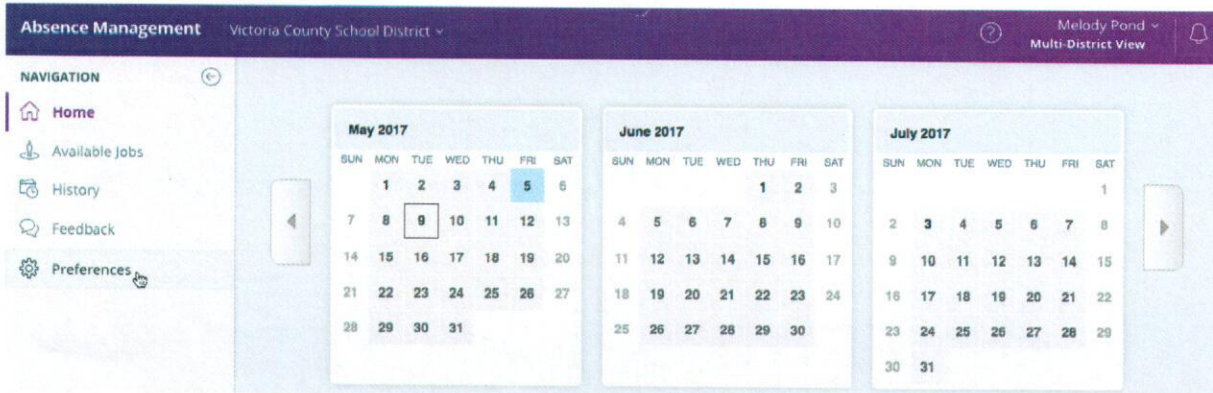 Absence Management Victoria County School District
Melody Pond
Multi-District View
NAVIGATION
Home
Available Jobs
History
Feedback
Preferences
May 2017
SUN MON TUE WED THU FRI SAT
1 2 3 4 5 6
7 8 9 10 11 12 13
14 15 16 17 18 19 20
21 22 23 24 25 26 27
28 29 30 31
June 2017
SUN MON TUE WED THU FRI SAT
1 2 3
4 5 6 7 8 9 10
11 12 13 14 15 16 17
18 19 20 21 22 23 24
25 26 27 28 29 30
July 2017
SUN MON TUE WED THU FRI SAT
1
2 3 4 5 6 7 8
9 10 11 12 13 14 15
16 17 18 19 20 21 22
23 24 25 26 27 28 29
30 31